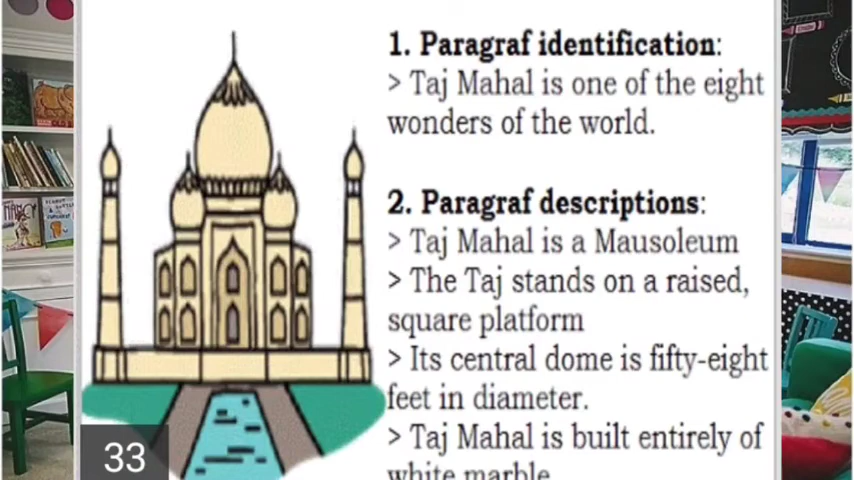 1. Paragraf identification:
> Taj Mahal is one of the eight
wonders of the world.
2. Paragraf descriptions:
> Taj Mahal is a Mausoleum
> The Taj stands on a raised,
square platform
> Its central dome is fifty-eight
feet in diameter.
> Taj Mahal is built entirely of
white marble
33